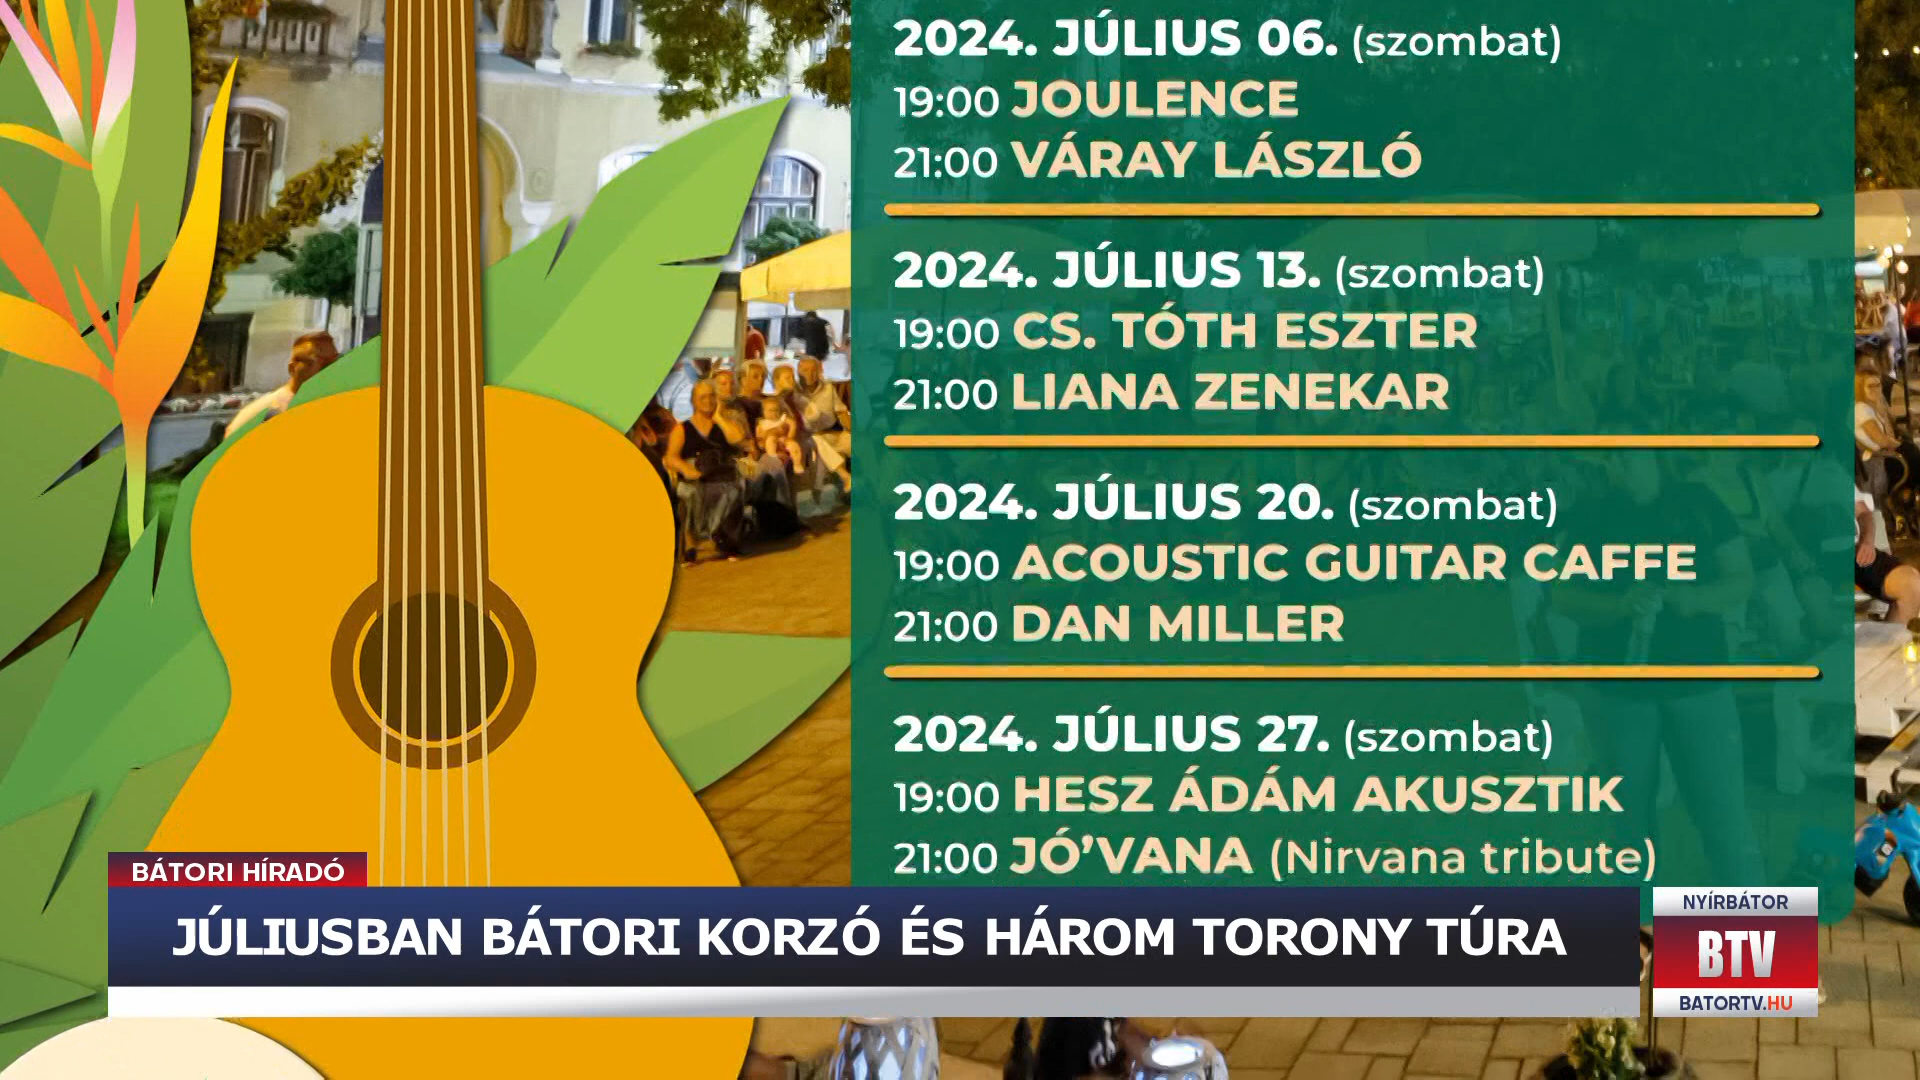 2024. JÚLIUS 06. (szombat)
19:00 JOULENCE
21:00 VÁRAY LÁSZLÓ
2024. JÚLIUS 13. (szombat)
19:00 CS. TÓTH ESZTER
21:00 LIANA ZENEKAR
2024. JÚLIUS 20. (szombat)
19:00 ACOUSTIC GUITAR CAFFE
21:00 DAN MILLER
2024. JÚLIUS 27. (szombat)
19:00 HESZ ÁDÁM AKUSZTIK
21:00 JÓ’VANA (Nirvana tribute)
BÁTORI HÍRADÓ
JÚLIUSBAN BÁTORI KORZÓ ÉS HÁROM TORONY TÚRA
NYÍRBÁTOR
BTV
BATORTV.HU